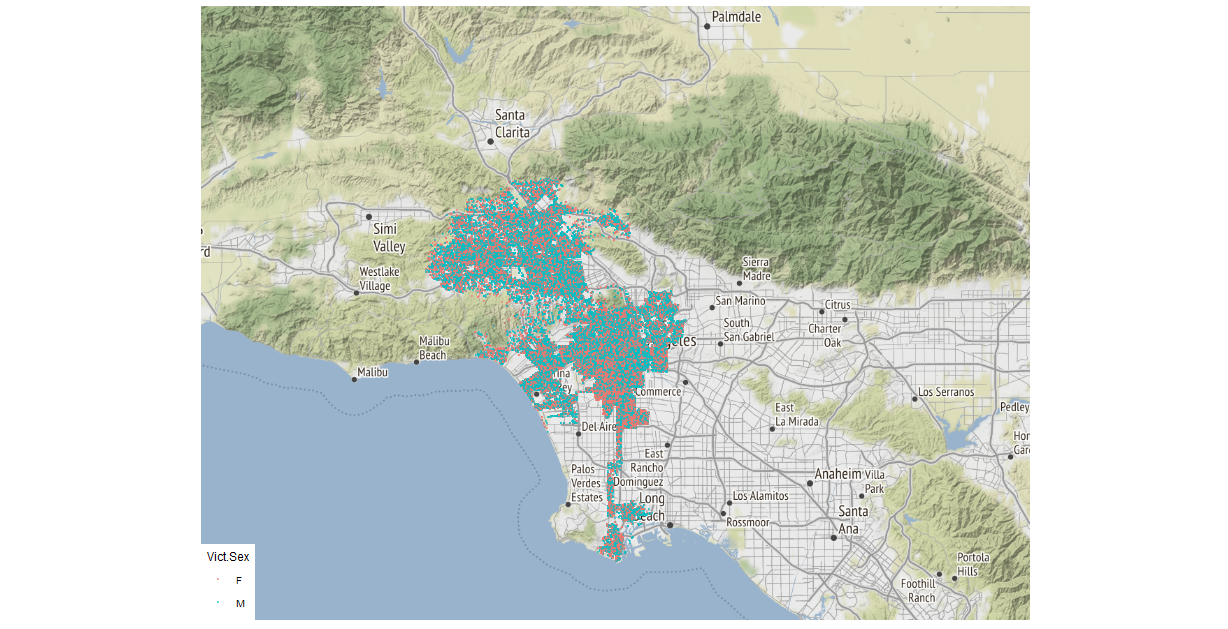 Palmdale
Santa
Clarita
Simi
Valley
rd
Westlake
Village
Sierra
Madre
San Marino
Citrus
South
San Gabriel
Charter
Oak
Malibu
Beach
Malibu
Commerce
Los Serranos
East
La Mirada
Pedley
Del Aire
East
Rancho
Dominguez
Palos
Verdes
Estates
Long
Beach
Anaheim
Villa
Park
Los Alamitos
Rossmoor
Santa
Ana
Portola
Hills
Foothill
Ranch
Vict.Sex
F
M